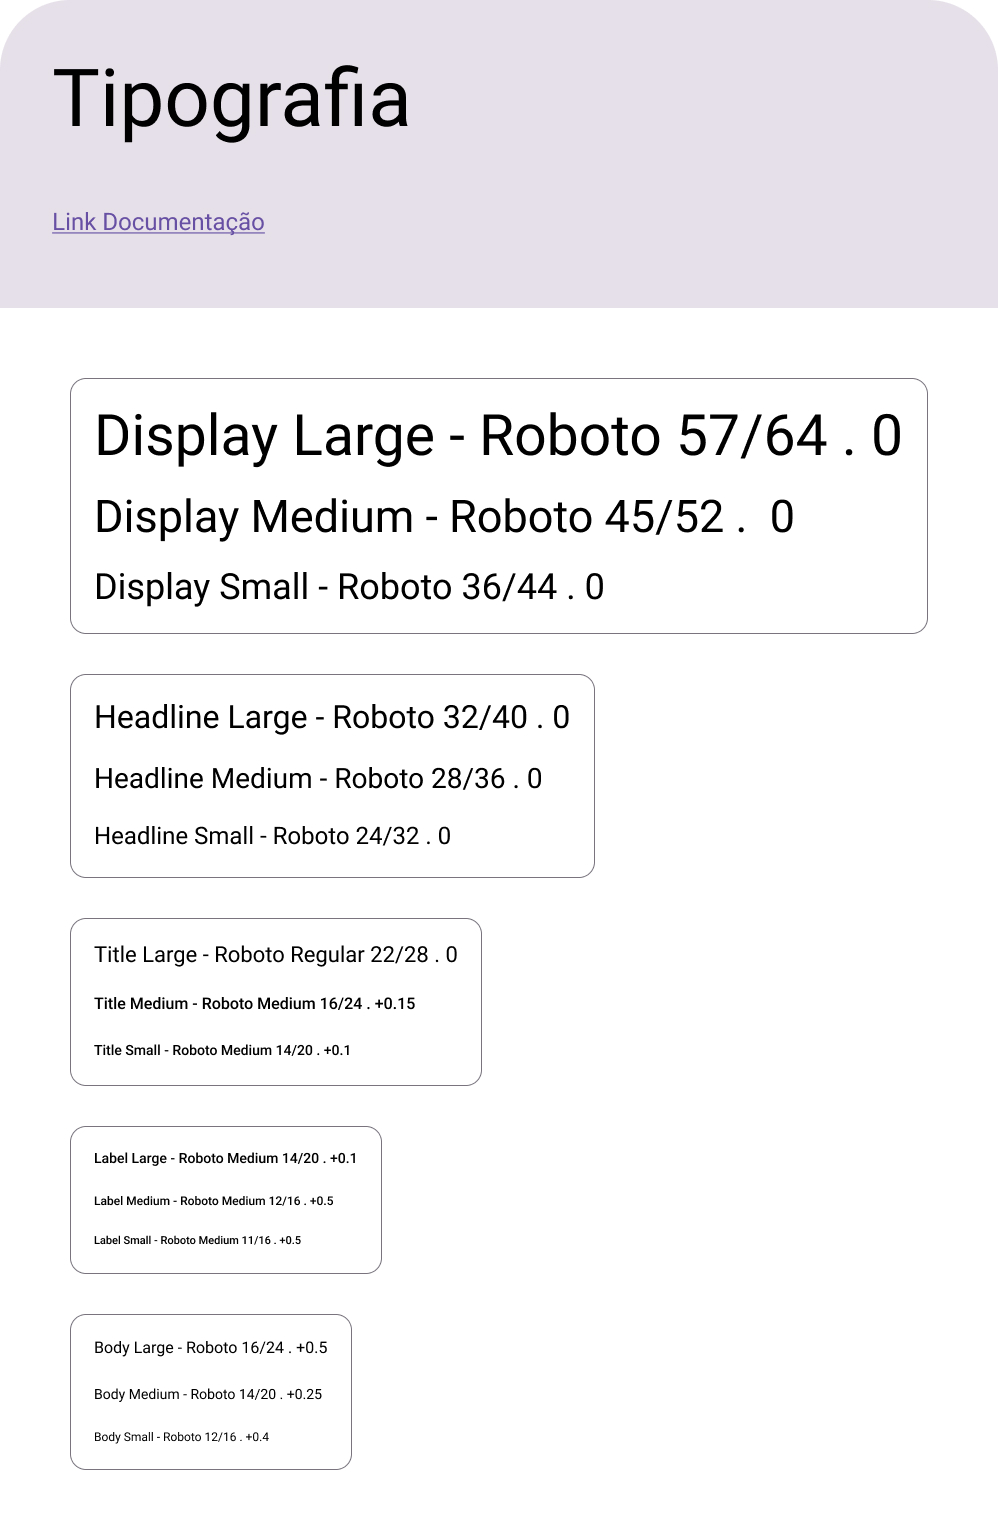 Tipografia
Link Documentação
Display Large - Roboto 57/64 . 0
Display Medium - Roboto 45/52 .  0
Display Small - Roboto 36/44 . 0
Headline Large - Roboto 32/40 . 0
Headline Medium - Roboto 28/36 . 0
Headline Small - Roboto 24/32 . 0
Title Large - Roboto Regular 22/28 . 0
Title Medium - Roboto Medium 16/24 . +0.15
Title Small - Roboto Medium 14/20 . +0.1
Label Large - Roboto Medium 14/20 . +0.1
Label Medium - Roboto Medium 12/16 . +0.5
Label Small - Roboto Medium 11/16 . +0.5
Body Large - Roboto 16/24 . +0.5
Body Medium - Roboto 14/20 . +0.25
Body Small - Roboto 12/16 . +0.4